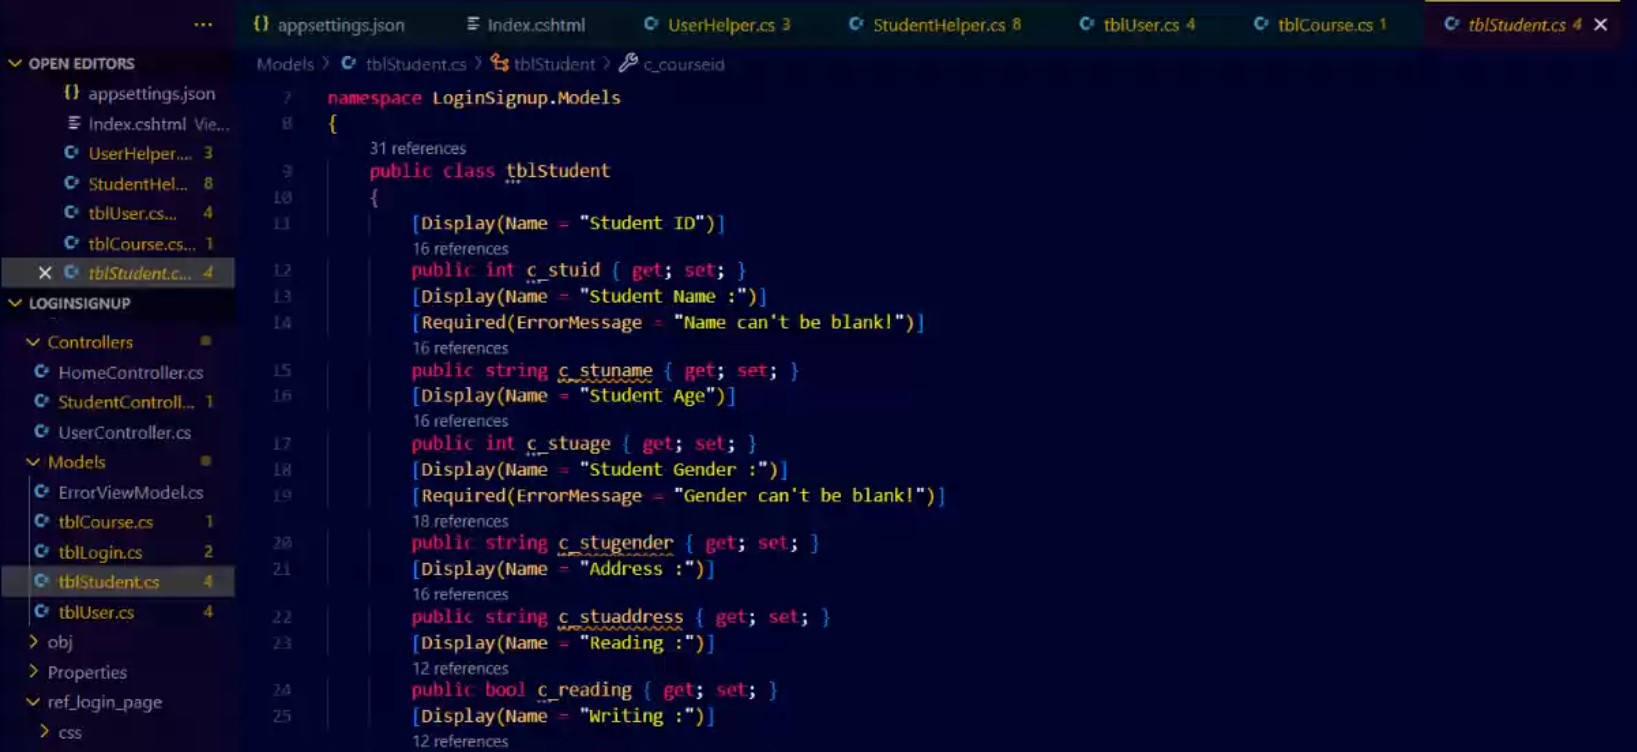 ...
{} appsettings.json
Index.cshtml
UserHelper.cs 3
StudentHelper.cs 8
tblUser.cs 4
tblCourse.cs 1
tblStudent.cs 4
OPEN EDITORS
{} appsettings.json
Index.cshtml Vie...
UserHelper.... 3
StudentHel... 8
tblUser.cs... 4
tblCourse.cs... 1
tblStudent.c... 4
LOGINSIGNUP
Controllers
HomeController.cs
StudentControll... 1
UserController.cs
Models
ErrorViewModel.cs
tblCourse.cs 1
tblLogin.cs 2
tblStudent.cs 4
tblUser.cs 4
obj
Properties
ref_login_page
css
Models > tblStudent.cs > tblStudent > c_courseid
7 namespace LoginSignup.Models
8 {
31 references
9 public class tblStudent
10 {
11 [Display(Name = "Student ID")]
16 references
12 public int c_stuid { get; set; }
13 [Display(Name = "Student Name :")]
14 [Required(ErrorMessage = "Name can't be blank!")]
16 references
15 public string c_stuname { get; set; }
16 [Display(Name = "Student Age")]
16 references
17 public int c_stuage { get; set; }
18 [Display(Name = "Student Gender :")]
19 [Required(ErrorMessage = "Gender can't be blank!")]
18 references
20 public string c_stugender { get; set; }
21 [Display(Name = "Address :")]
16 references
22 public string c_stuaddress { get; set; }
23 [Display(Name = "Reading :")]
12 references
24 public bool c_reading { get; set; }
25 [Display(Name = "Writing :")]
12 references